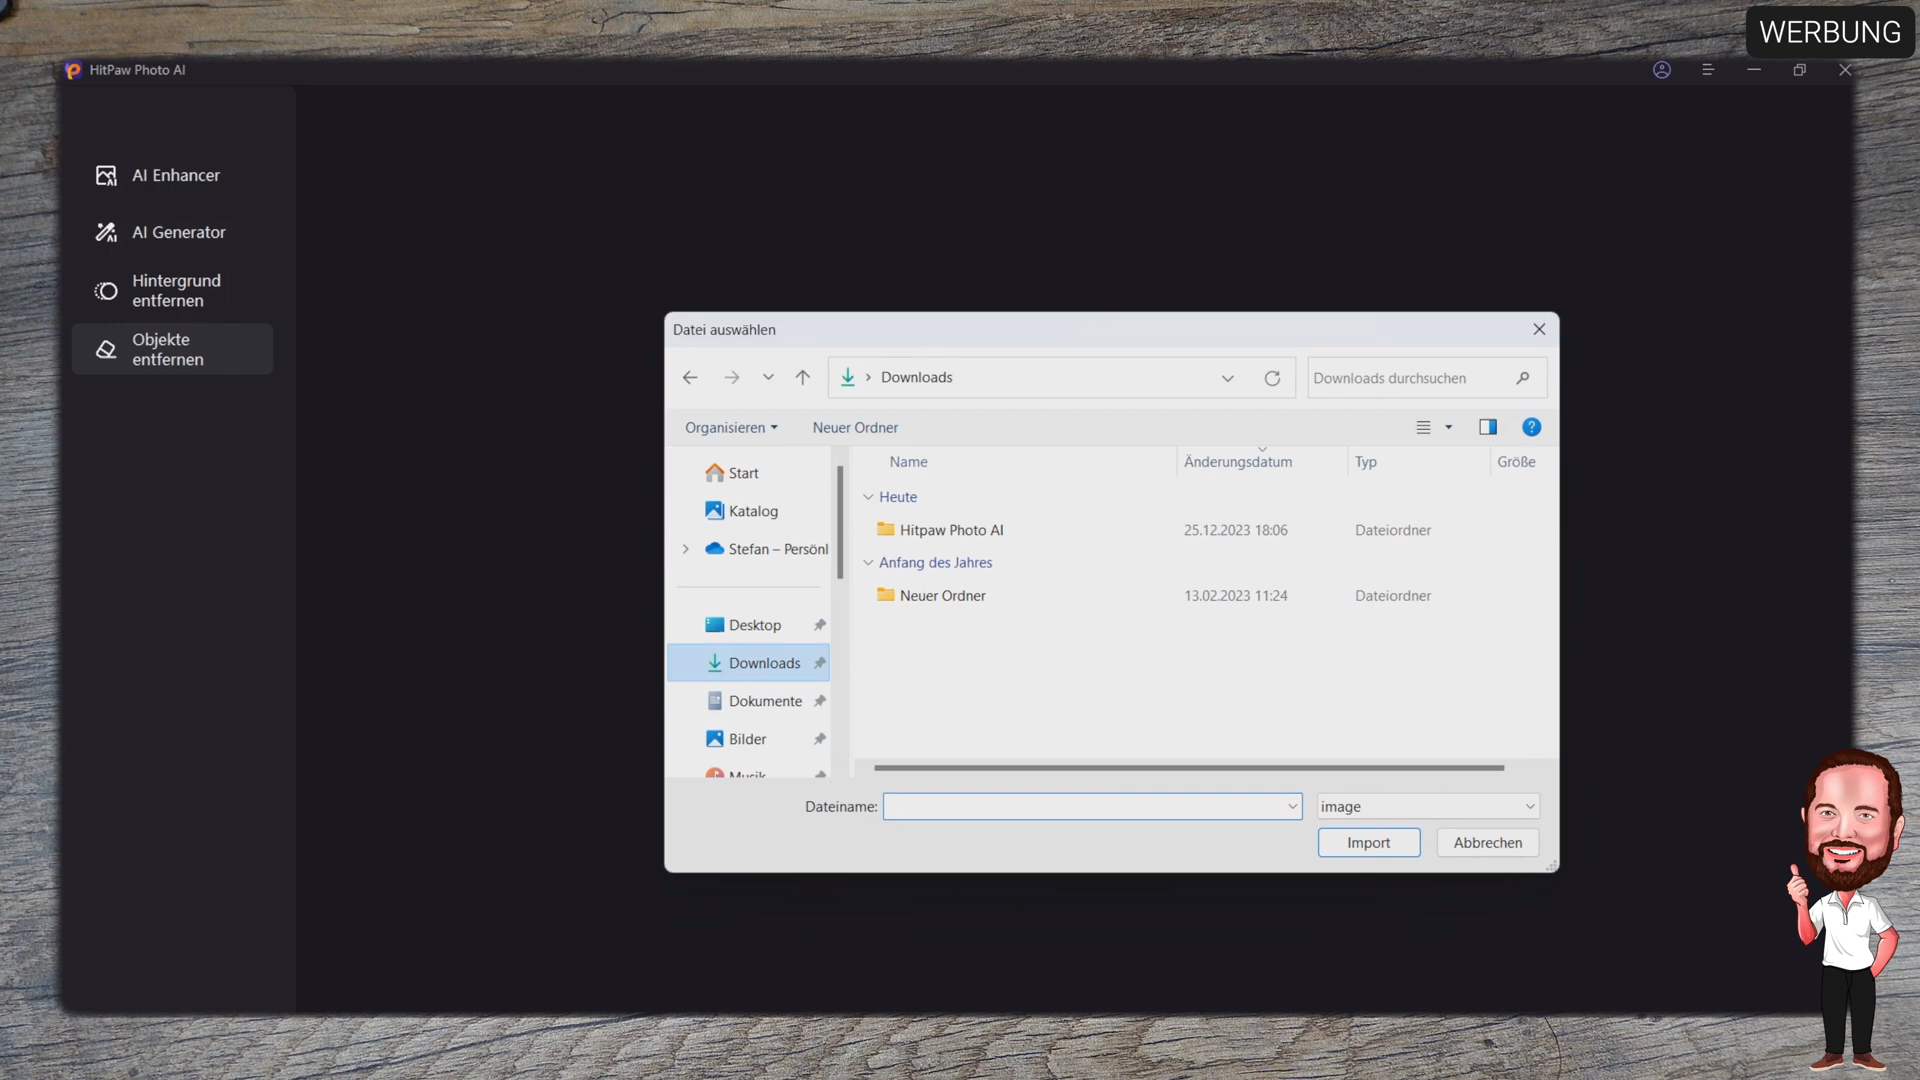 WERBUNG
HitPaw Photo AI
AI Enhancer
AI Generator
Hintergrund
entfernen
Objekte
entfernen
Datei auswählen
Downloads
Downloads durchsuchen
Organisieren
Neuer Ordner
Name
Änderungsdatum
Typ
Größe
Start
Katalog
Stefan – Persönl
Desktop
Downloads
Dokumente
Bilder
Musik
Heute
Hitpaw Photo AI 25.12.2023 18:06 Dateiordner
Anfang des Jahres
Neuer Ordner 13.02.2023 11:24 Dateiordner
Dateiname:
image
Import
Abbrechen